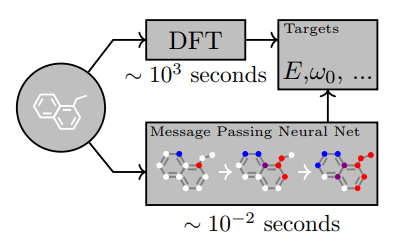 DFT
∼ 10³ seconds
Targets
E,ω₀, ...
Message Passing Neural Net
∼ 10⁻² seconds